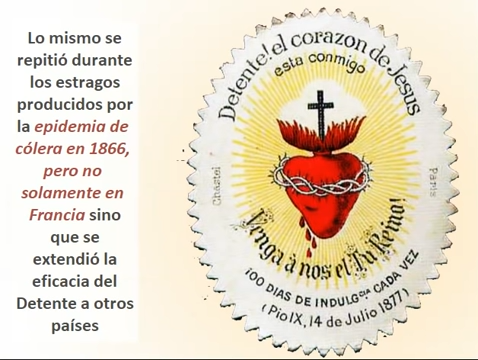 Lo mismo se
repitió durante
los estragos
producidos por
la epidemia de
cólera en 1866,
pero no
solamente en
Francia sino
que se
extendió la
eficacia del
Detente a otros
países
Detente! el corazon de Jesus
esta conmigo
Chastel
Paris
Venga à nos el Tu Reino!
100 DIAS DE INDULGcia CADA VEZ
(Pio IX, 14 de Julio 1877)